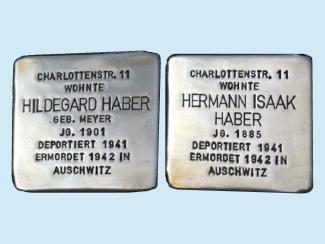 CHARLOTTENSTR. 11
WOHNTE
HILDEGARD HABER
GEB. MEYER
JG. 1901
DEPORTIERT 1941
ERMORDET 1942 IN
AUSCHWITZ
CHARLOTTENSTR. 11
WOHNTE
HERMANN ISAAK
HABER
JG. 1885
DEPORTIERT 1941
ERMORDET 1942 IN
AUSCHWITZ